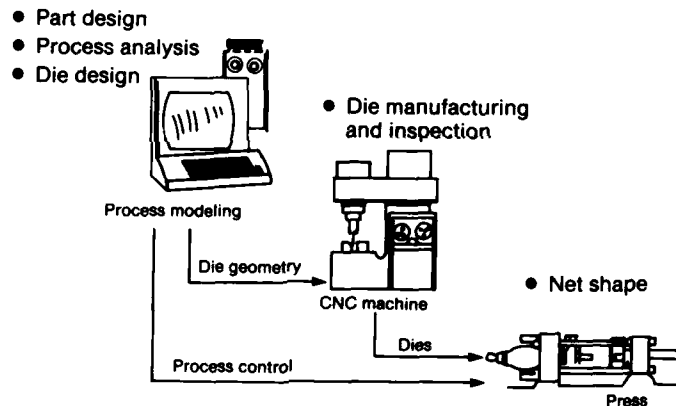 ● Part design
● Process analysis
● Die design
● Die manufacturing
and inspection
Process modeling
Die geometry
CNC machine
● Net shape
Dies
Process control
Press